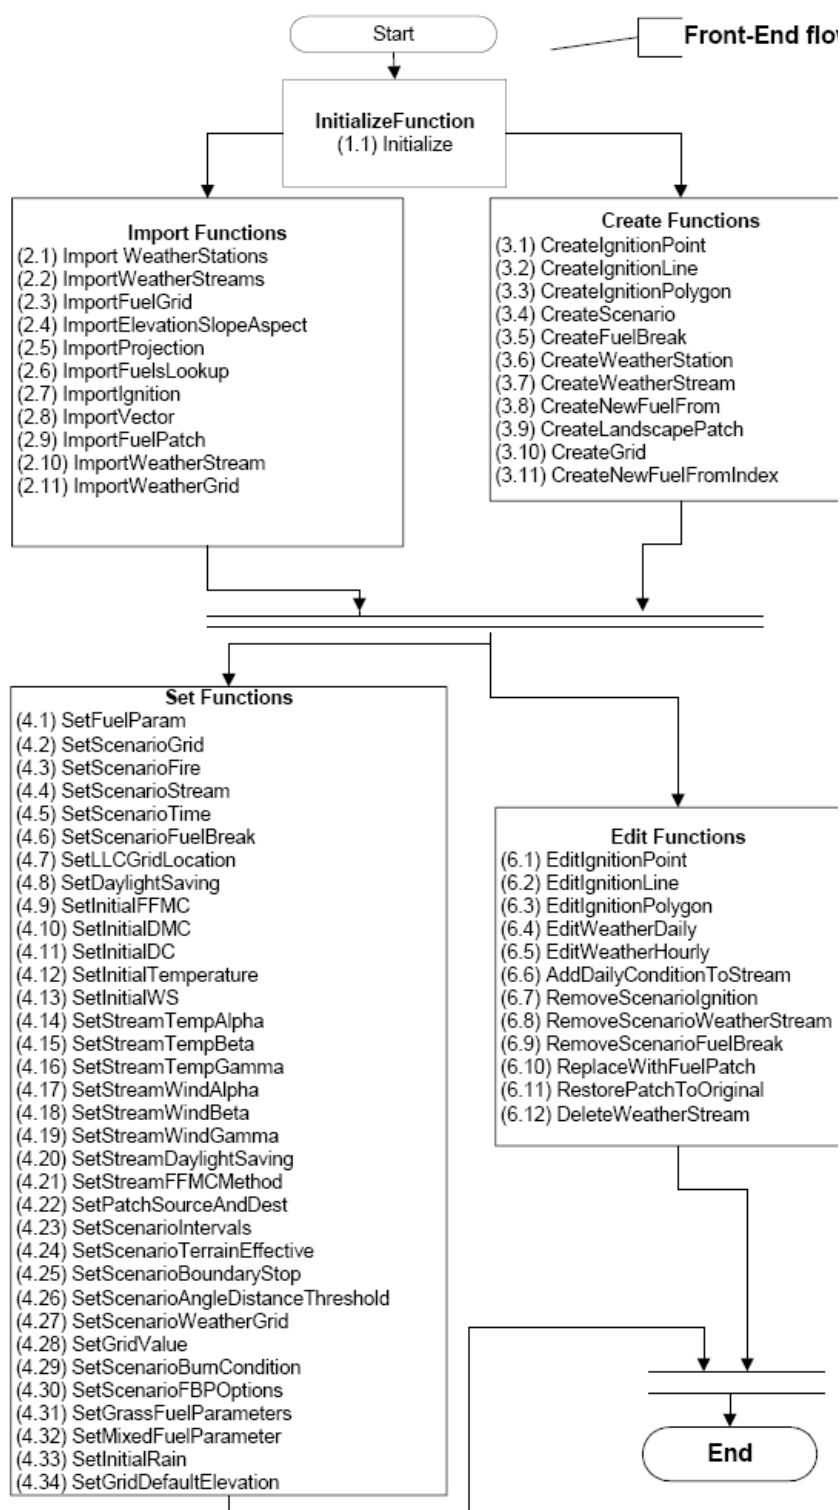 Start
Front-End flow
InitializeFunction
(1.1) Initialize
Import Functions
(2.1) Import WeatherStations
(2.2) ImportWeatherStreams
(2.3) ImportFuelGrid
(2.4) ImportElevationSlopeAspect
(2.5) ImportProjection
(2.6) ImportFuelsLookup
(2.7) ImportIgnition
(2.8) ImportVector
(2.9) ImportFuelPatch
(2.10) ImportWeatherStream
(2.11) ImportWeatherGrid
Create Functions
(3.1) CreateIgnitionPoint
(3.2) CreateIgnitionLine
(3.3) CreateIgnitionPolygon
(3.4) CreateScenario
(3.5) CreateFuelBreak
(3.6) CreateWeatherStation
(3.7) CreateWeatherStream
(3.8) CreateNewFuelFrom
(3.9) CreateLandscapePatch
(3.10) CreateGrid
(3.11) CreateNewFuelFromIndex
Set Functions
(4.1) SetFuelParam
(4.2) SetScenarioGrid
(4.3) SetScenarioFire
(4.4) SetScenarioStream
(4.5) SetScenarioTime
(4.6) SetScenarioFuelBreak
(4.7) SetLLCGridLocation
(4.8) SetDaylightSaving
(4.9) SetInitialFFMC
(4.10) SetInitialDMC
(4.11) SetInitialDC
(4.12) SetInitialTemperature
(4.13) SetInitialWS
(4.14) SetStreamTempAlpha
(4.15) SetStreamTempBeta
(4.16) SetStreamTempGamma
(4.17) SetStreamWindAlpha
(4.18) SetStreamWindBeta
(4.19) SetStreamWindGamma
(4.20) SetStreamDaylightSaving
(4.21) SetStreamFFMCMethod
(4.22) SetPatchSourceAndDest
(4.23) SetScenarioIntervals
(4.24) SetScenarioTerrainEffective
(4.25) SetScenarioBoundaryStop
(4.26) SetScenarioAngleDistanceThreshold
(4.27) SetScenarioWeatherGrid
(4.28) SetGridValue
(4.29) SetScenarioBurnCondition
(4.30) SetScenarioFBPOptions
(4.31) SetGrassFuelParameters
(4.32) SetMixedFuelParameter
(4.33) SetInitialRain
(4.34) SetGridDefaultElevation
Edit Functions
(6.1) EditIgnitionPoint
(6.2) EditIgnitionLine
(6.3) EditIgnitionPolygon
(6.4) EditWeatherDaily
(6.5) EditWeatherHourly
(6.6) AddDailyConditionToStream
(6.7) RemoveScenarioIgnition
(6.8) RemoveScenarioWeatherStream
(6.9) RemoveScenarioFuelBreak
(6.10) ReplaceWithFuelPatch
(6.11) RestorePatchToOriginal
(6.12) DeleteWeatherStream
End